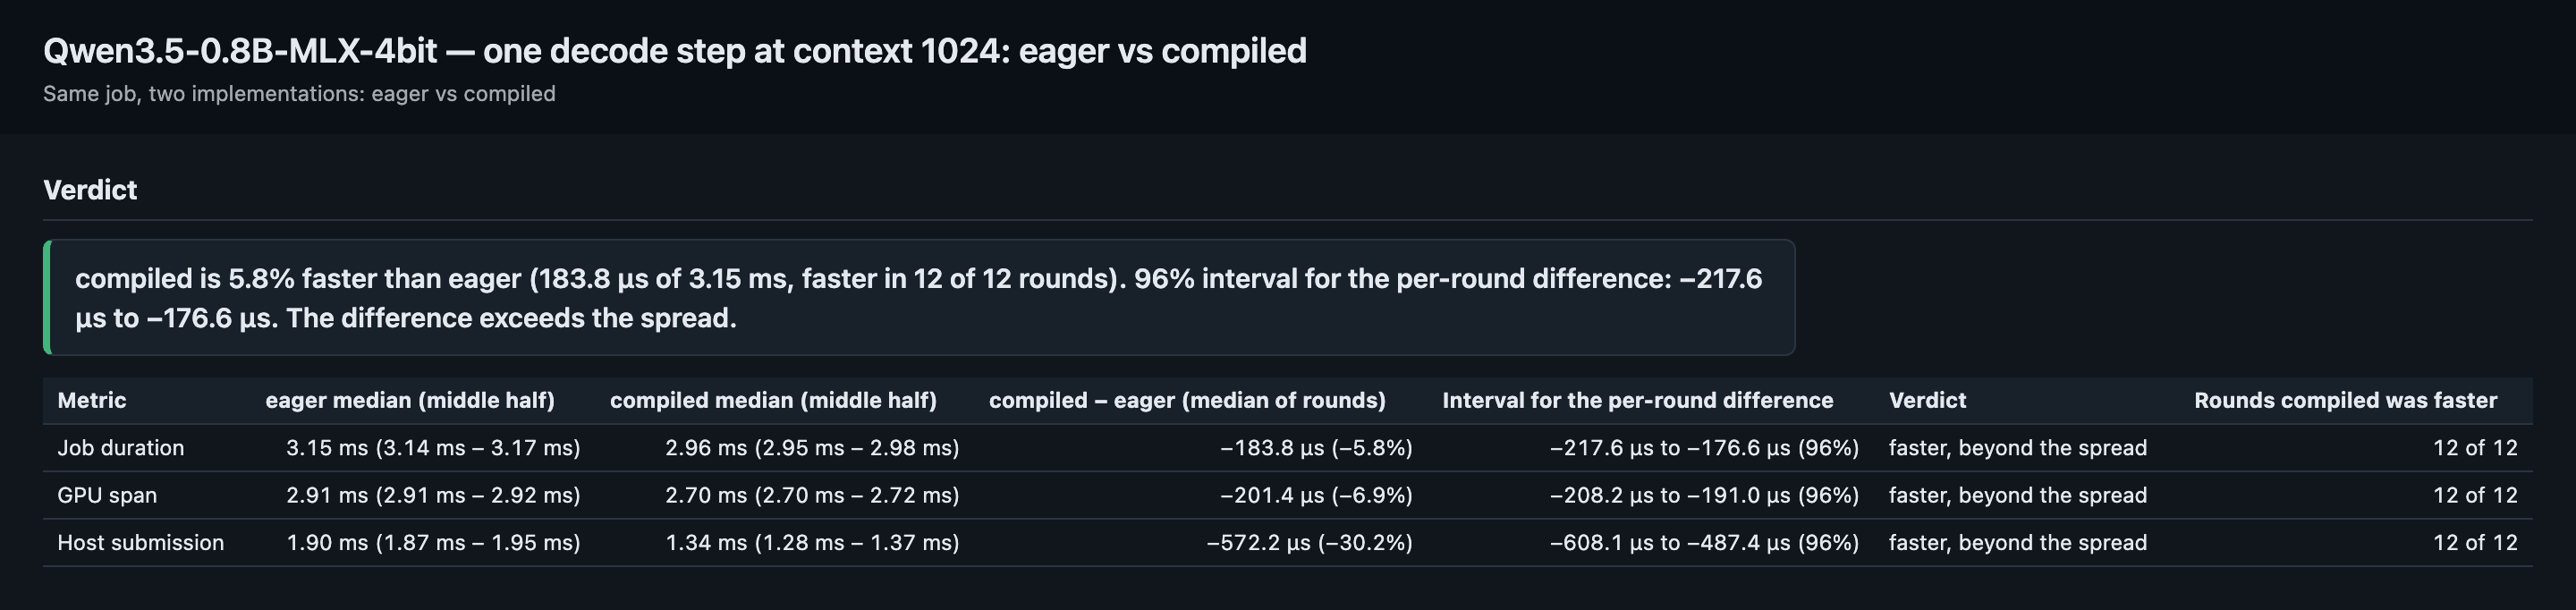 Qwen3.5-0.8B-MLX-4bit — one decode step at context 1024: eager vs compiled
Same job, two implementations: eager vs compiled
Verdict
compiled is 5.8% faster than eager (183.8 µs of 3.15 ms, faster in 12 of 12 rounds). 96% interval for the per-round difference: −217.6
µs to −176.6 µs. The difference exceeds the spread.
Metric eager median (middle half) compiled median (middle half) compiled − eager (median of rounds) Interval for the per-round difference Verdict Rounds compiled was faster
Job duration 3.15 ms (3.14 ms – 3.17 ms) 2.96 ms (2.95 ms – 2.98 ms) −183.8 µs (−5.8%) −217.6 µs to −176.6 µs (96%) faster, beyond the spread 12 of 12
GPU span 2.91 ms (2.91 ms – 2.92 ms) 2.70 ms (2.70 ms – 2.72 ms) −201.4 µs (−6.9%) −208.2 µs to −191.0 µs (96%) faster, beyond the spread 12 of 12
Host submission 1.90 ms (1.87 ms – 1.95 ms) 1.34 ms (1.28 ms – 1.37 ms) −572.2 µs (−30.2%) −608.1 µs to −487.4 µs (96%) faster, beyond the spread 12 of 12